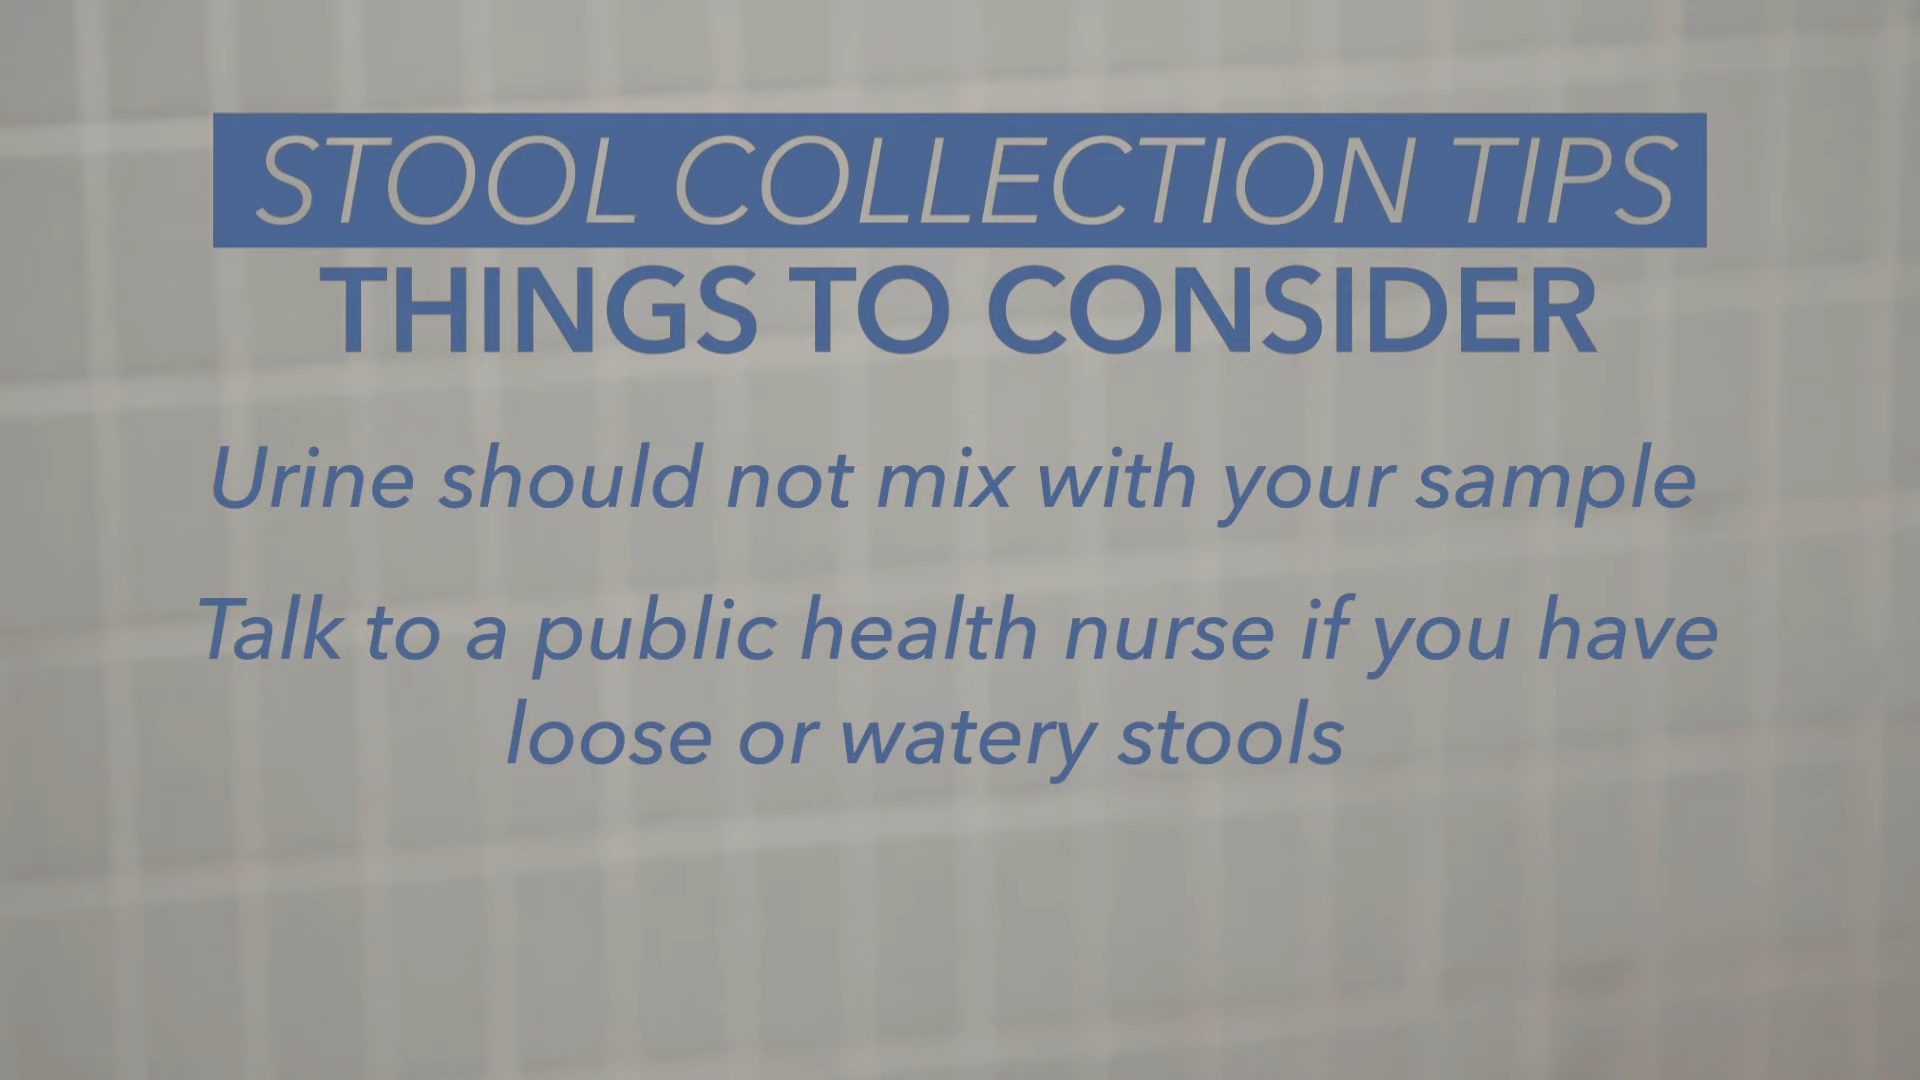 STOOL COLLECTION TIPS
THINGS TO CONSIDER
Urine should not mix with your sample
Talk to a public health nurse if you have
loose or watery stools